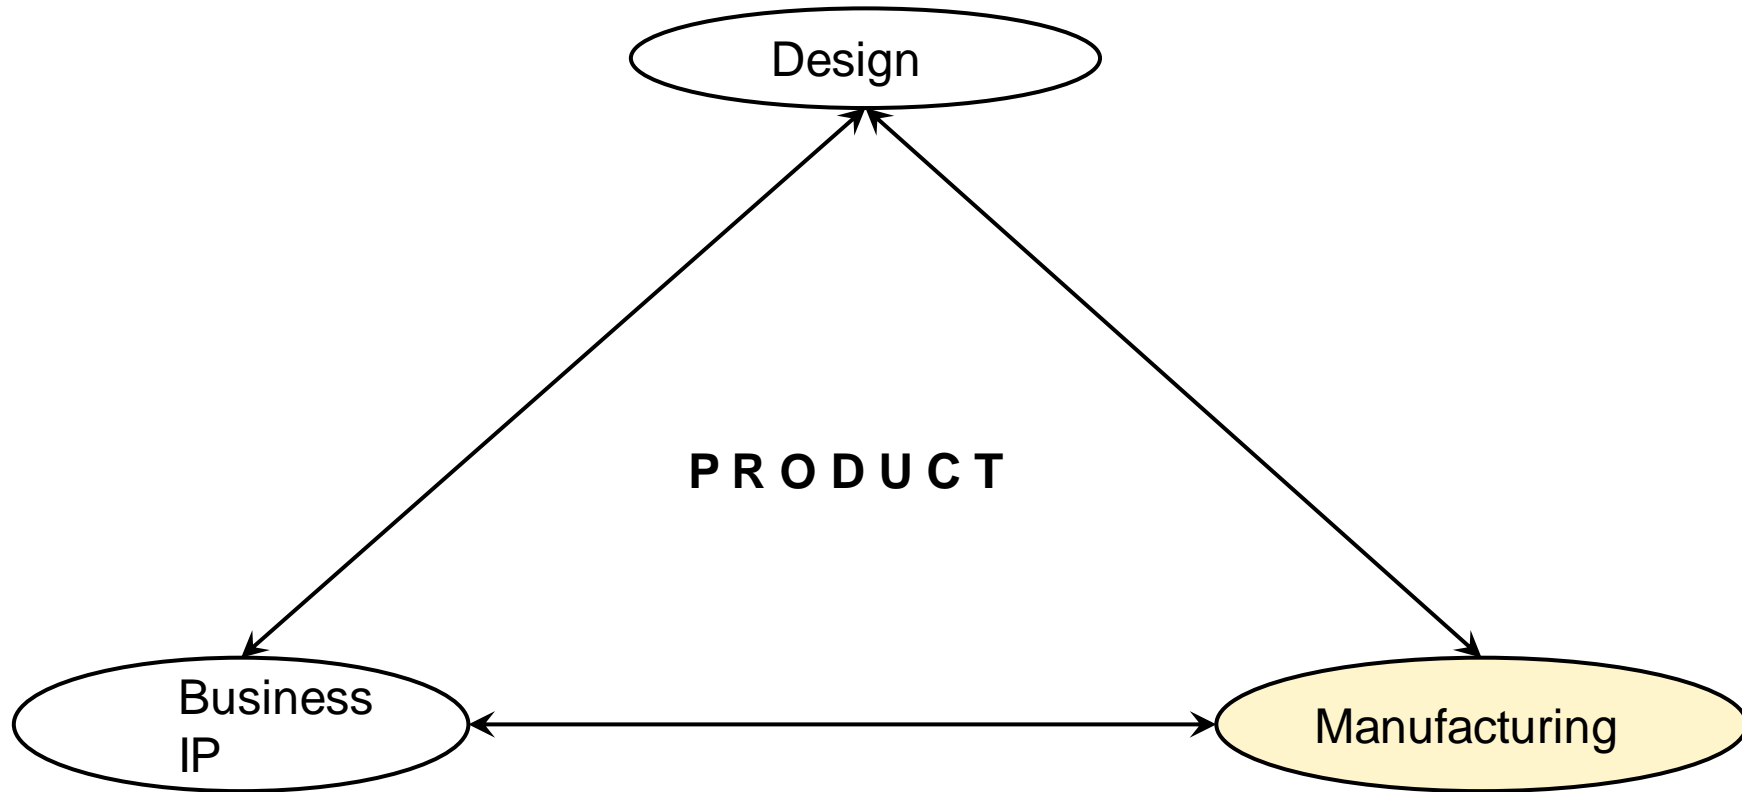 Design
P R O D U C T
Business
IP
Manufacturing